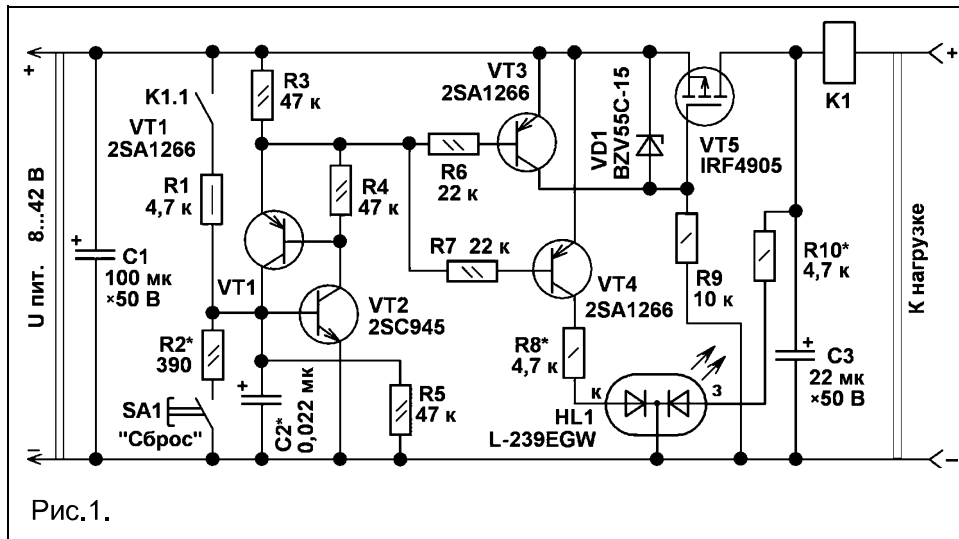 +
U пит. 8...42 В
−
C1
100 мк
×50 В
+
K1.1
VT1
2SA1266
R1
4,7 к
R2*
390
SA1
"Сброс"
R3
47 к
VT1
C2*
0,022 мк
+
R4
47 к
VT2
2SC945
R5
47 к
R6
22 к
R7 22 к
VT3
2SA1266
VT4
2SA1266
R8*
4,7 к
к
HL1
L-239EGW
З
VD1
BZV55C-15
VT5
IRF4905
R9
10 к
R10*
4,7 к
C3
22 мк
×50 В
+
K1
К нагрузке
+
−
Рис.1.